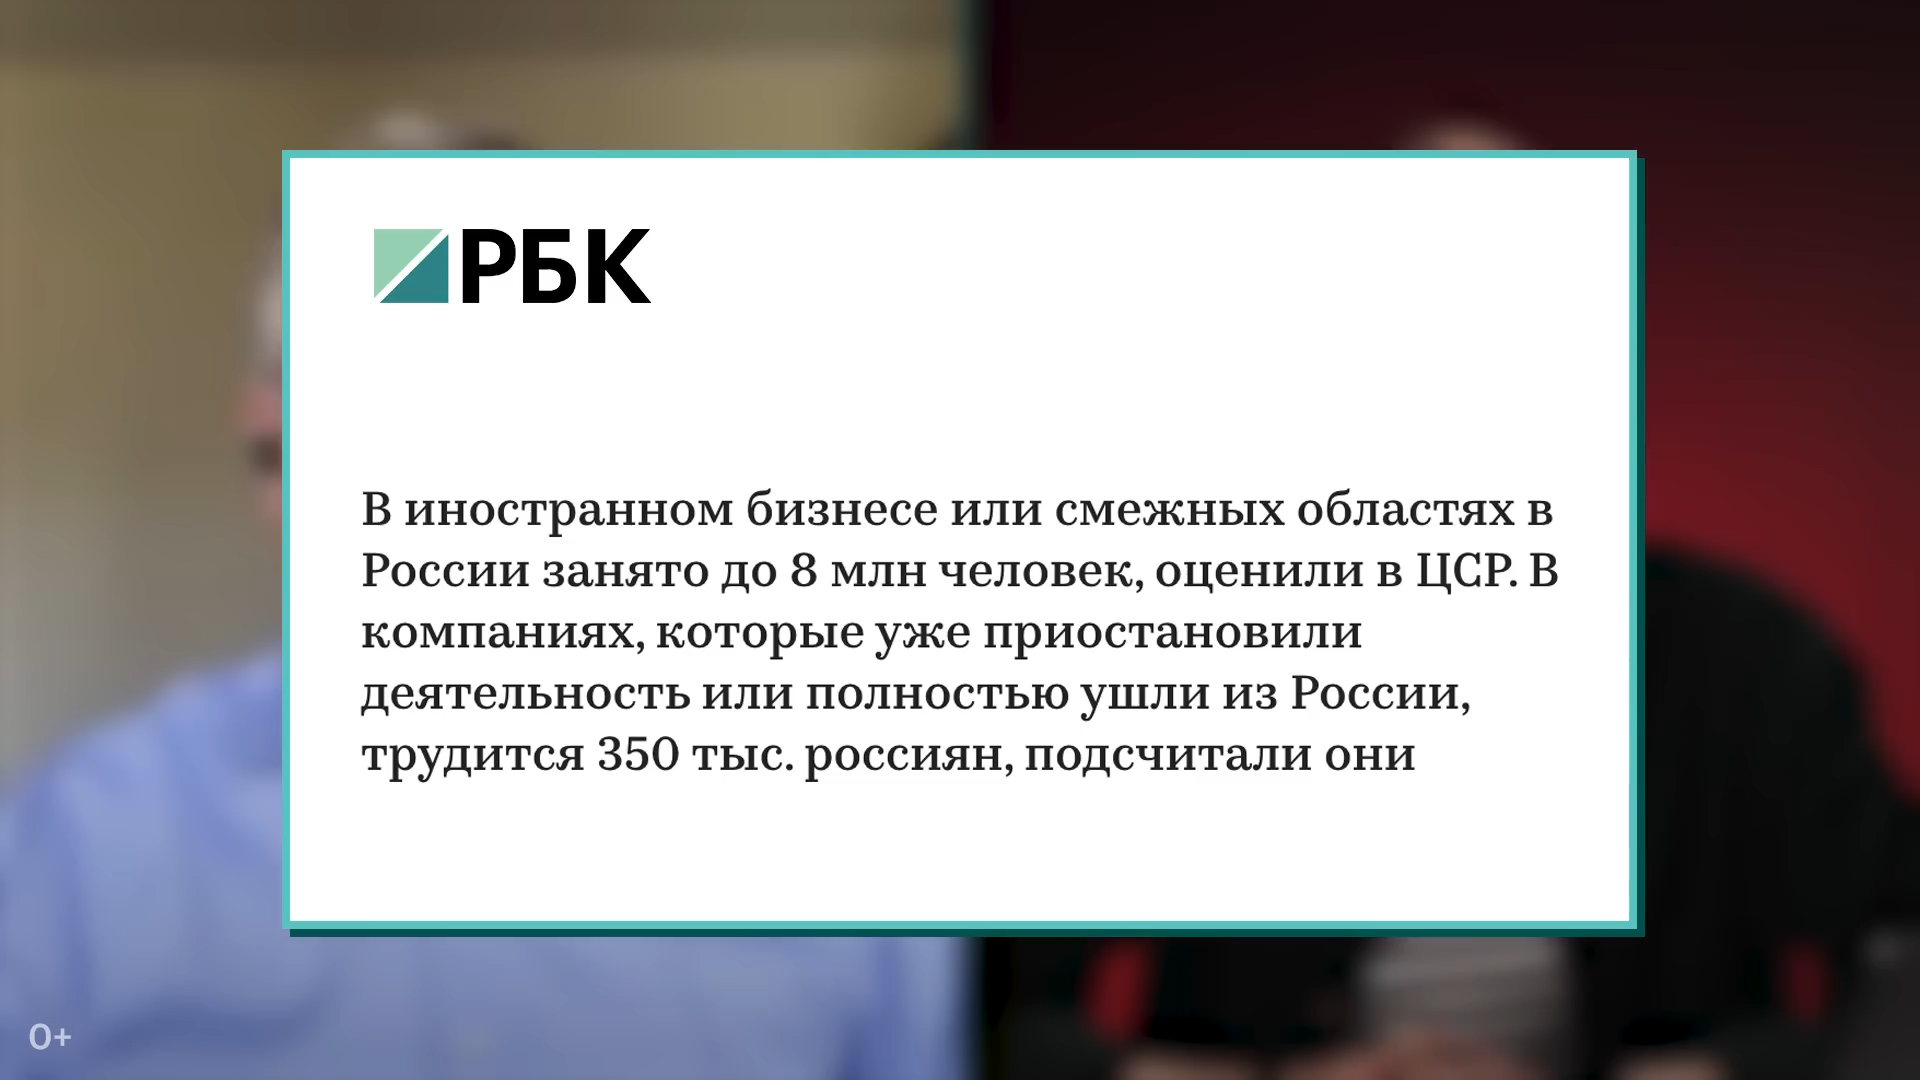 РБК
В иностранном бизнесе или смежных областях в
России занято до 8 млн человек, оценили в ЦСР. В
компаниях, которые уже приостановили
деятельность или полностью ушли из России,
трудится 350 тыс. россиян, подсчитали они
0+